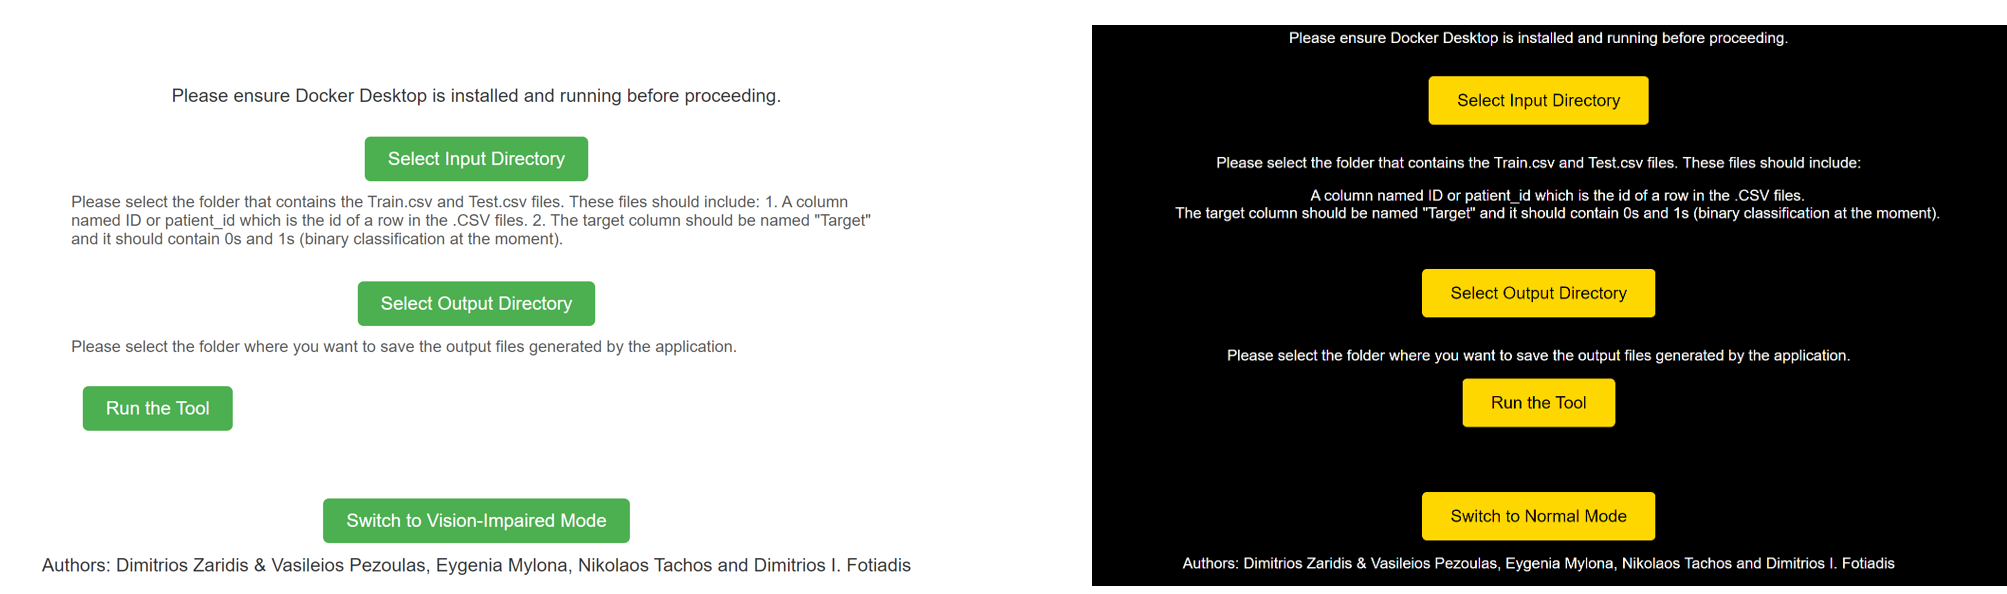 Please ensure Docker Desktop is installed and running before proceeding.
Select Input Directory
Please select the folder that contains the Train.csv and Test.csv files. These files should include: 1. A column
named ID or patient_id which is the id of a row in the .CSV files. 2. The target column should be named "Target"
and it should contain 0s and 1s (binary classification at the moment).
Select Output Directory
Please select the folder where you want to save the output files generated by the application.
Run the Tool
Switch to Vision-Impaired Mode
Authors: Dimitrios Zaridis & Vasileios Pezoulas, Eygenia Mylona, Nikolaos Tachos and Dimitrios I. Fotiadis
Please ensure Docker Desktop is installed and running before proceeding.
Select Input Directory
Please select the folder that contains the Train.csv and Test.csv files. These files should include:
A column named ID or patient_id which is the id of a row in the .CSV files.
The target column should be named "Target" and it should contain 0s and 1s (binary classification at the moment).
Select Output Directory
Please select the folder where you want to save the output files generated by the application.
Run the Tool
Switch to Normal Mode
Authors: Dimitrios Zaridis & Vasileios Pezoulas, Eygenia Mylona, Nikolaos Tachos and Dimitrios I. Fotiadis